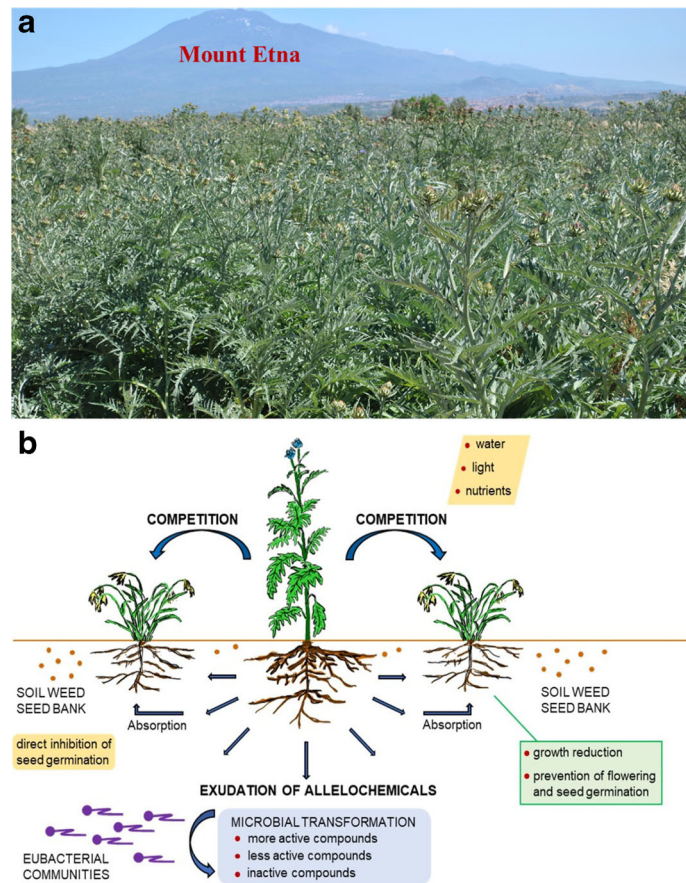 a
Mount Etna
b
• water
• light
• nutrients
COMPETITION
COMPETITION
SOIL WEED
SEED BANK
Absorption
Absorption
SOIL WEED
SEED BANK
direct inhibition of
seed germination
• growth reduction
• prevention of flowering
and seed germination
EXUDATION OF ALLELOCHEMICALS
MICROBIAL TRANSFORMATION
• more active compounds
• less active compounds
• inactive compounds
EUBACTERIAL
COMMUNITIES